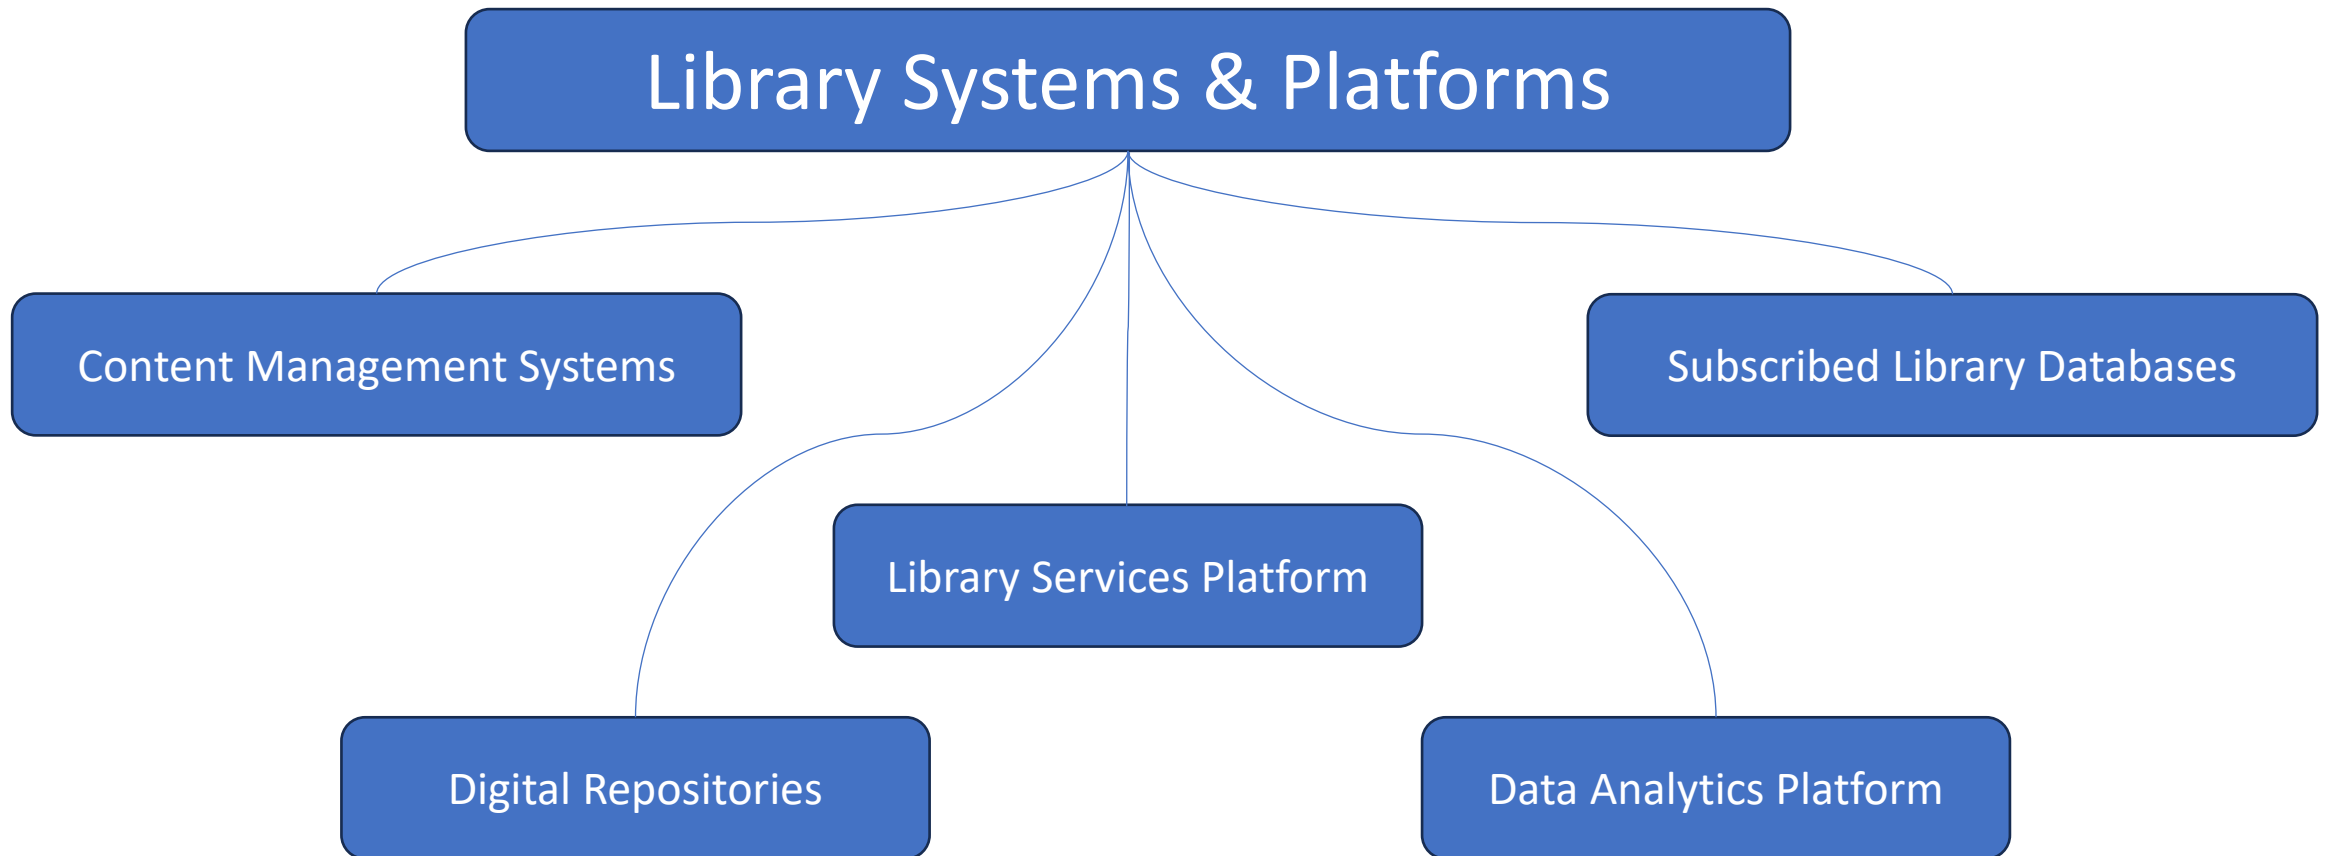 Library Systems & Platforms
Content Management Systems
Subscribed Library Databases
Library Services Platform
Digital Repositories
Data Analytics Platform